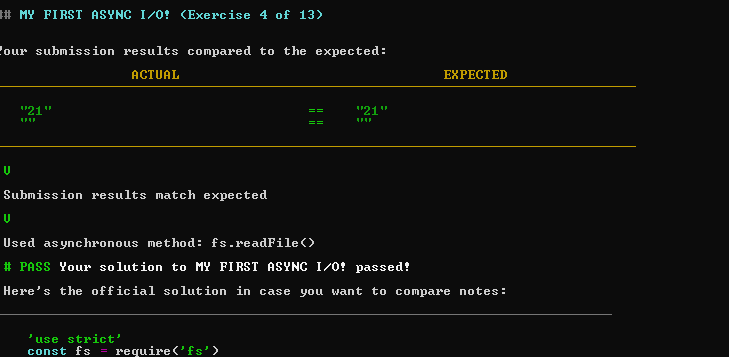 ## MY FIRST ASYNC I/O! (Exercise 4 of 13)
Your submission results compared to the expected:
ACTUAL EXPECTED
"21" == "21"
"" == ""
V
Submission results match expected
V
Used asynchronous method: fs.readFile()
# PASS Your solution to MY FIRST ASYNC I/O! passed!
Here's the official solution in case you want to compare notes:
'use strict'
const fs = require('fs')